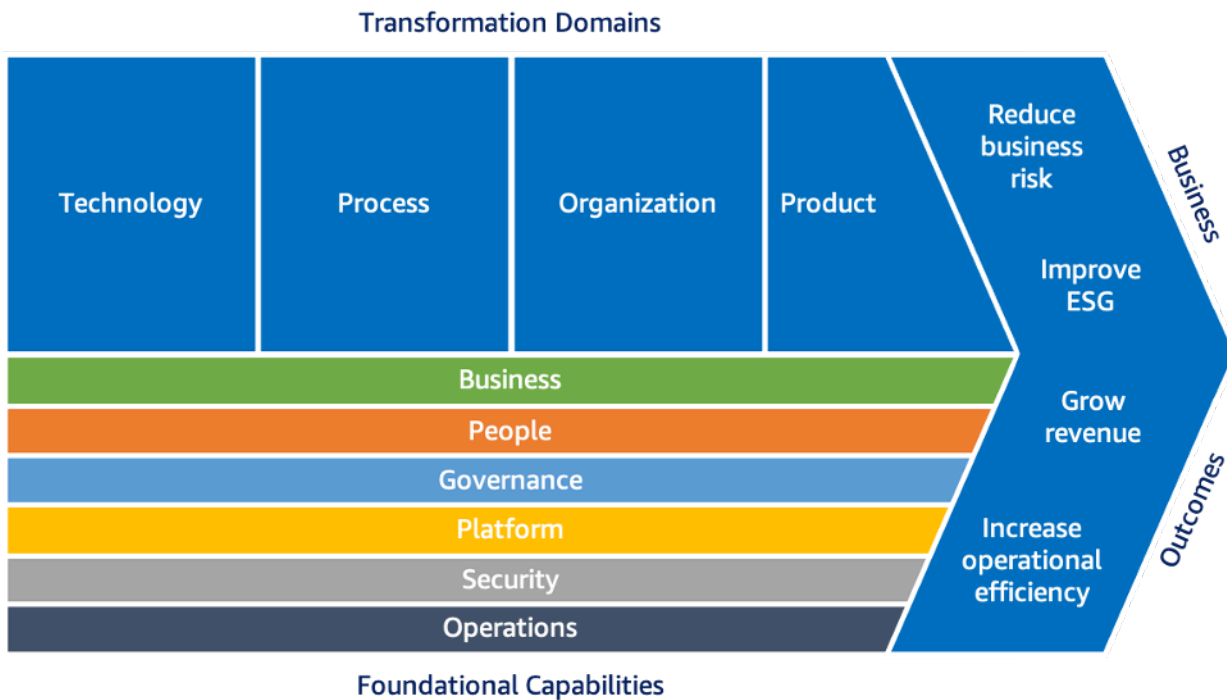 Transformation Domains
Technology
Process
Organization
Product
Reduce
business
risk
Improve
ESG
Grow
revenue
Increase
operational
efficiency
Business
Outcomes
Business
People
Governance
Platform
Security
Operations
Foundational Capabilities